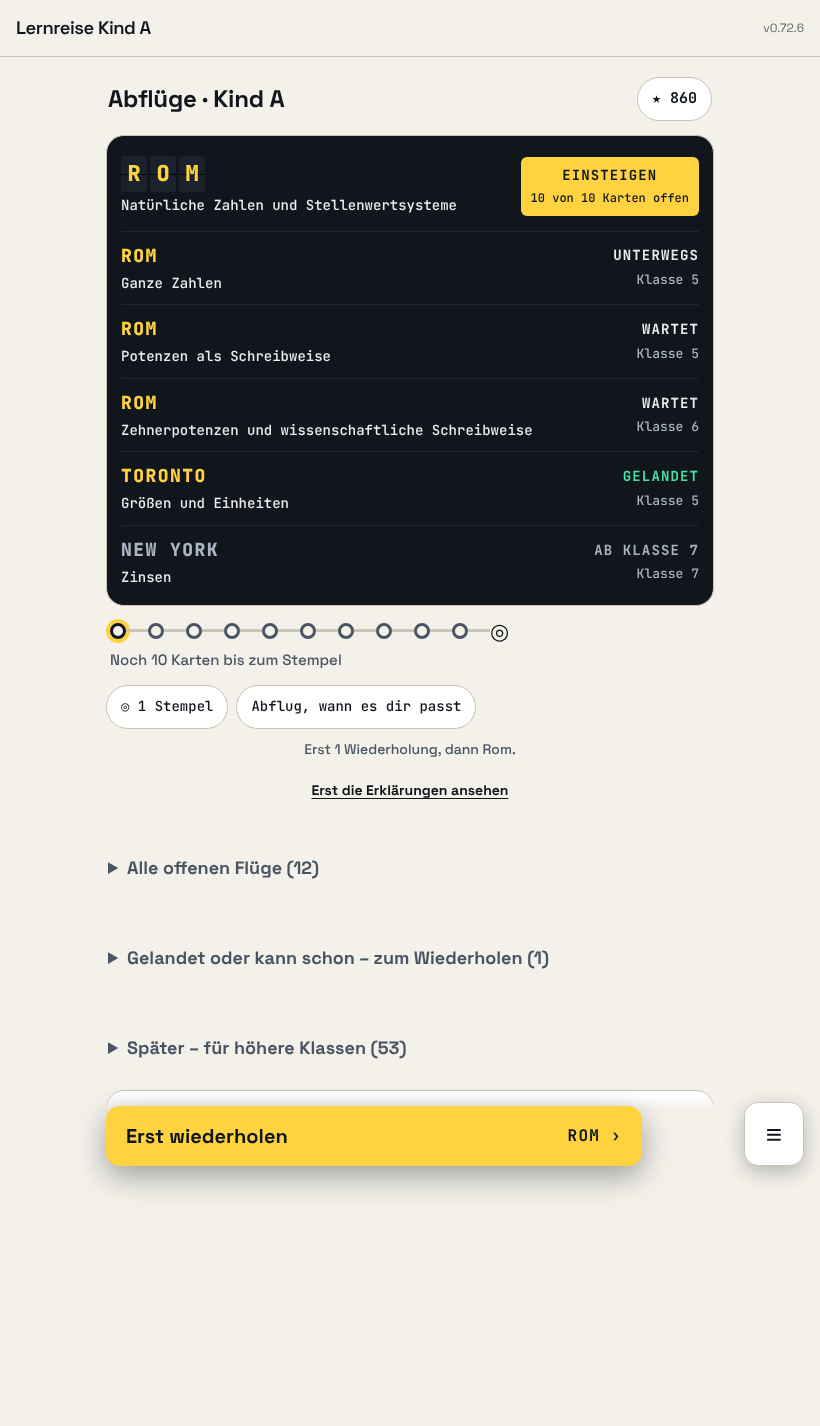 Lernreise Kind A
v0.72.6
Abflüge · Kind A
★ 860
ROM
EINSTEIGEN
10 von 10 Karten offen
Natürliche Zahlen und Stellenwertsysteme
ROM
UNTERWEGS
Ganze Zahlen
Klasse 5
ROM
WARTET
Potenzen als Schreibweise
Klasse 5
ROM
WARTET
Zehnerpotenzen und wissenschaftliche Schreibweise
Klasse 6
TORONTO
GELANDET
Größen und Einheiten
Klasse 5
NEW YORK
AB KLASSE 7
Zinsen
Klasse 7
Noch 10 Karten bis zum Stempel
◎ 1 Stempel
Abflug, wann es dir passt
Erst 1 Wiederholung, dann Rom.
Erst die Erklärungen ansehen
▶ Alle offenen Flüge (12)
▶ Gelandet oder kann schon – zum Wiederholen (1)
▶ Später – für höhere Klassen (53)
Erst wiederholen
ROM ›